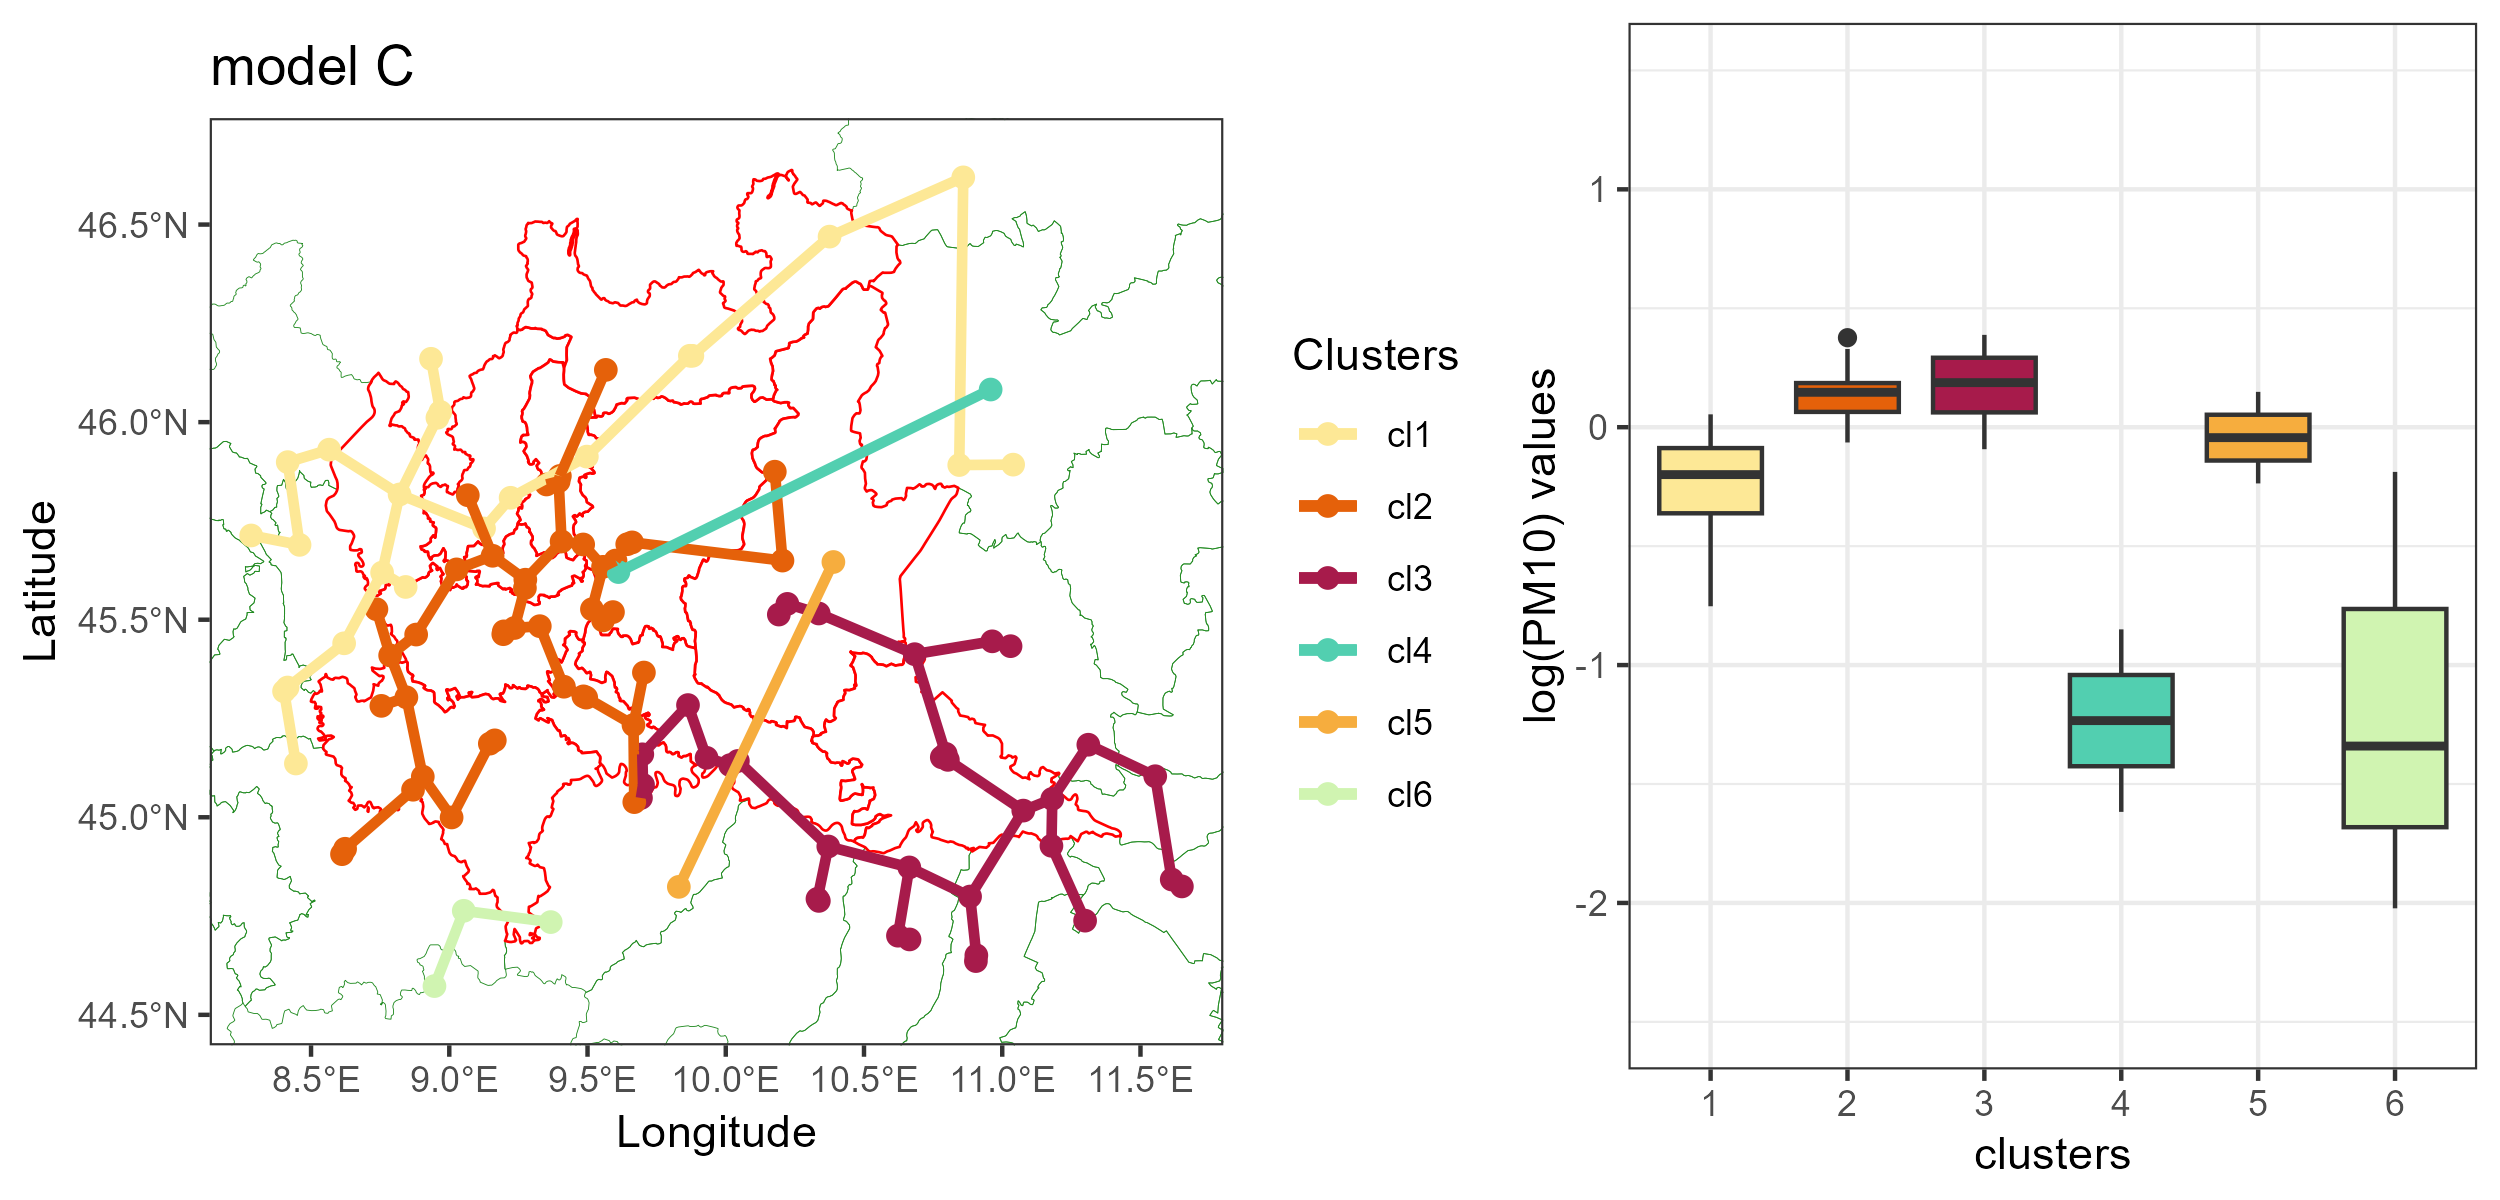 model C
Latitude
46.5°N
46.0°N
45.5°N
45.0°N
44.5°N
8.5°E 9.0°E 9.5°E 10.0°E 10.5°E 11.0°E 11.5°E
Longitude
Clusters
cl1
cl2
cl3
cl4
cl5
cl6
log(PM10) values
1
0
-1
-2
1 2 3 4 5 6
clusters